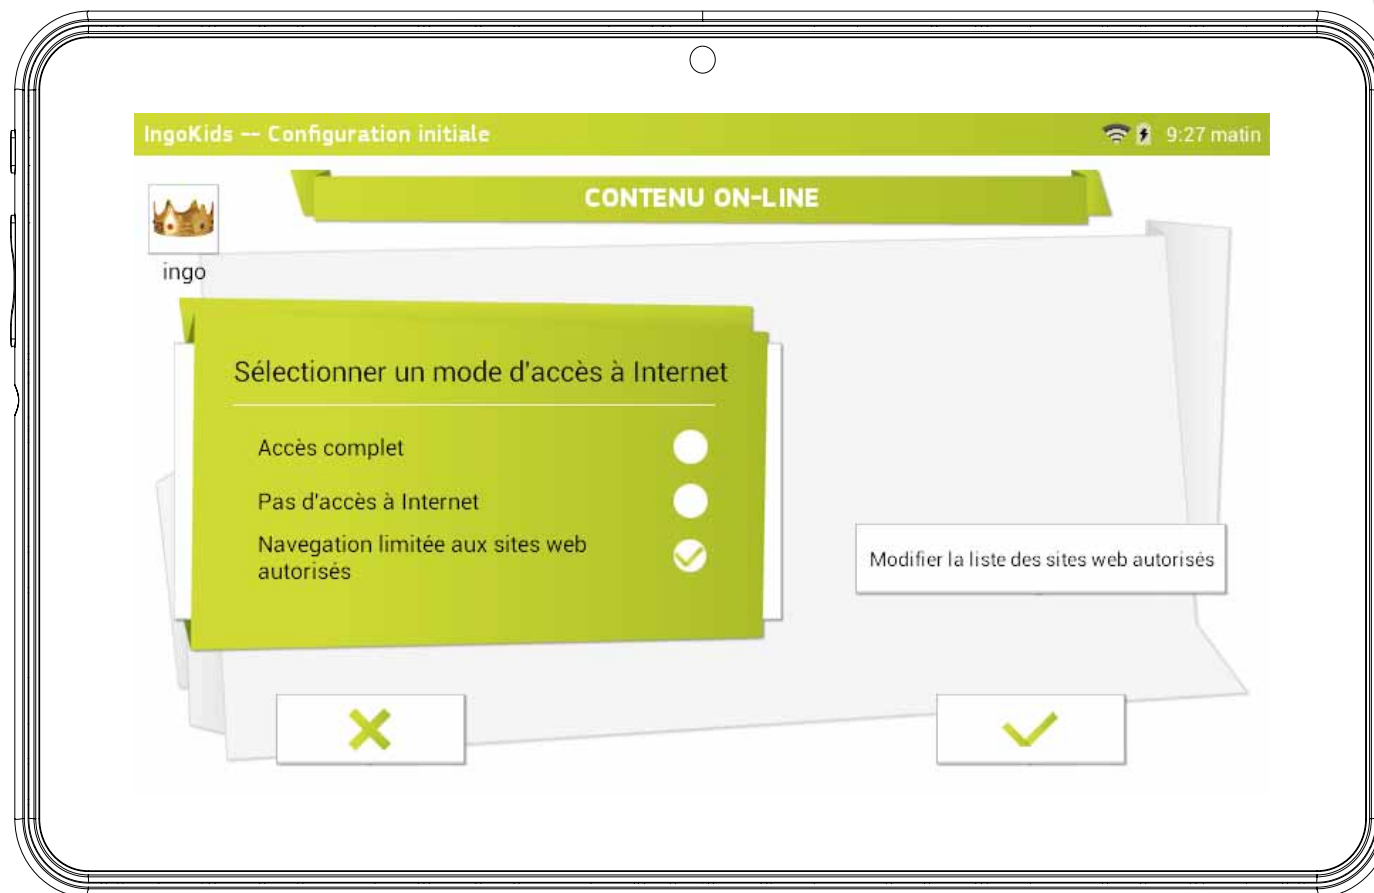 IngoKids -- Configuration initiale
9:27 matin
CONTENU ON-LINE
ingo
Sélectionner un mode d'accès à Internet
Accès complet
Pas d'accès à Internet
Navegation limitée aux sites web
autorisés
Modifier la liste des sites web autorisés